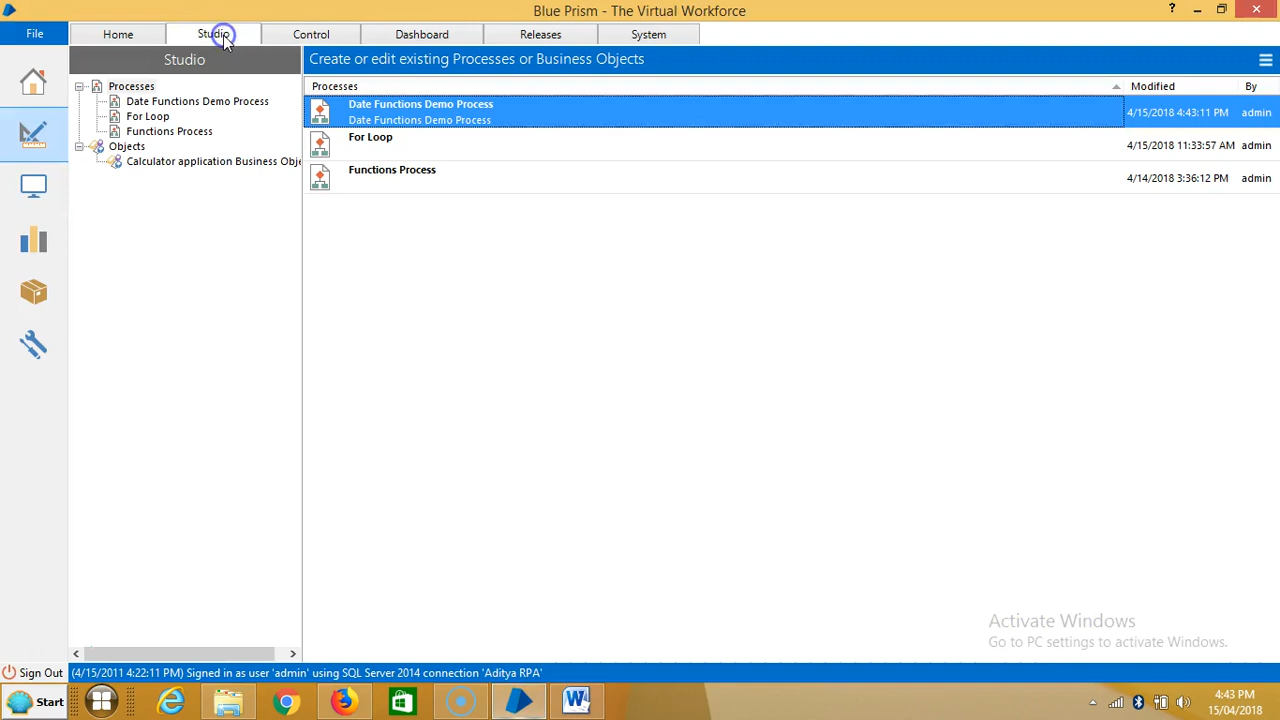 Blue Prism - The Virtual Workforce
File
Home
Studio
Control
Dashboard
Releases
System
Studio
Create or edit existing Processes or Business Objects
Processes
Date Functions Demo Process
For Loop
Functions Process
Objects
Calculator application Business Obje
Processes
Modified
By
Date Functions Demo Process
Date Functions Demo Process
4/15/2018 4:43:11 PM
admin
For Loop
4/15/2018 11:33:57 AM
admin
Functions Process
4/14/2018 3:36:12 PM
admin
Activate Windows
Go to PC settings to activate Windows.
Sign Out
(4/15/2011 4:22:11 PM) Signed in as user 'admin' using SQL Server 2014 connection 'Aditya RPA'
Start
4:43 PM
15/04/2018